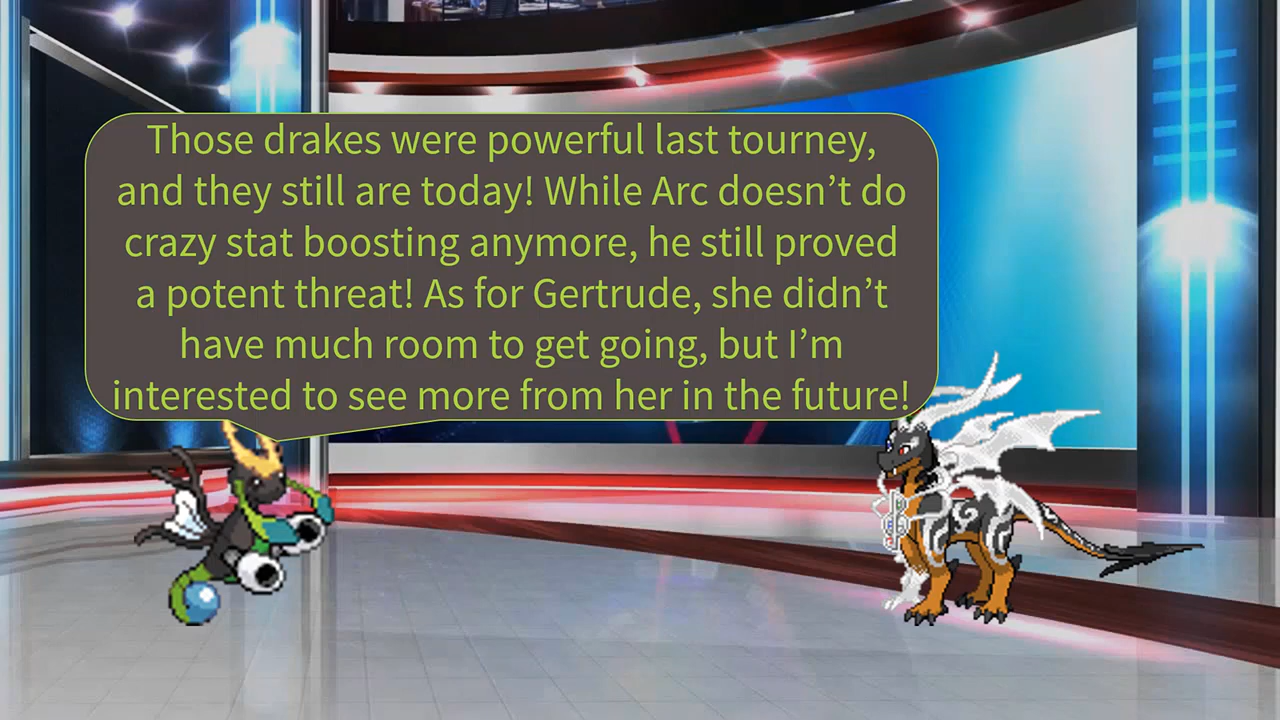 Those drakes were powerful last tourney,
and they still are today! While Arc doesn’t do
crazy stat boosting anymore, he still proved
a potent threat! As for Gertrude, she didn’t
have much room to get going, but I’m
interested to see more from her in the future!